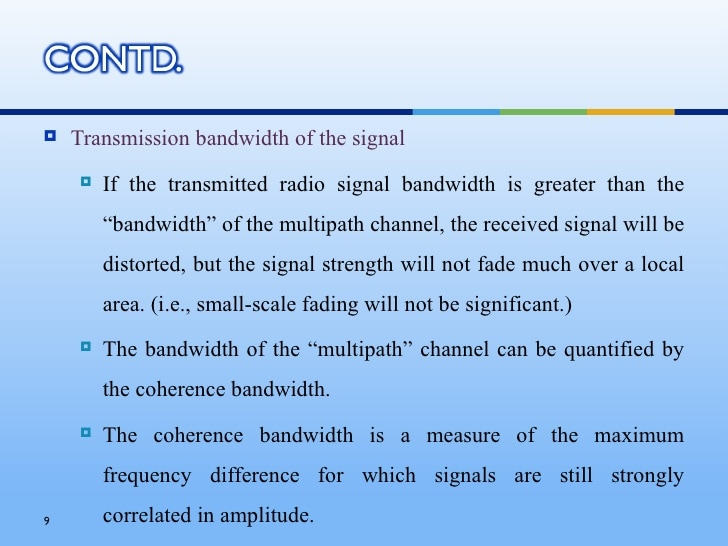 CONTD.
Transmission bandwidth of the signal
If the transmitted radio signal bandwidth is greater than the
“bandwidth” of the multipath channel, the received signal will be
distorted, but the signal strength will not fade much over a local
area. (i.e., small-scale fading will not be significant.)
The bandwidth of the “multipath” channel can be quantified by
the coherence bandwidth.
The coherence bandwidth is a measure of the maximum
frequency difference for which signals are still strongly
correlated in amplitude.
9